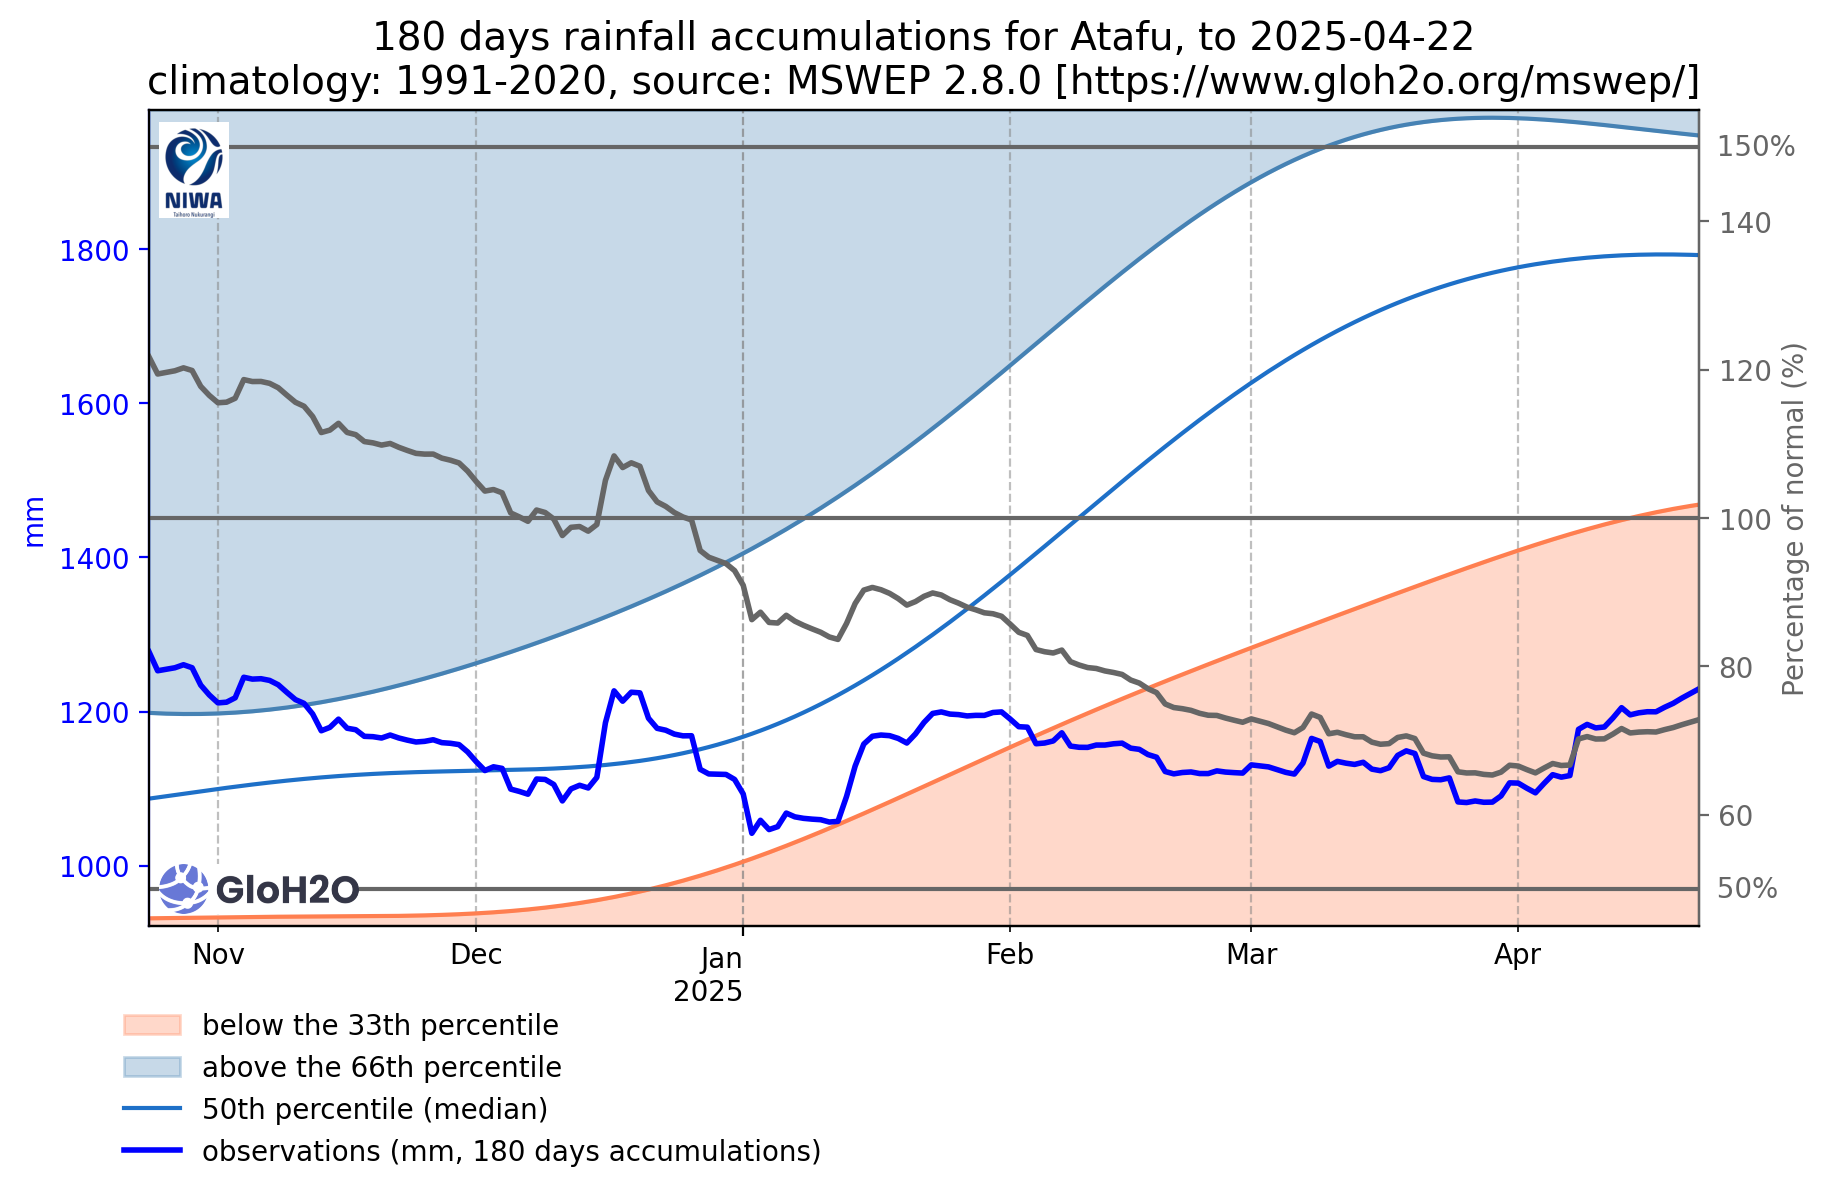 180 days rainfall accumulations for Atafu, to 2025-04-22
climatology: 1991-2020, source: MSWEP 2.8.0 [https://www.gloh2o.org/mswep/]
NIWA
Taihoro Nukurangi
1800
1600
1400
1200
1000
mm
150%
140
120
100
80
60
50%
Percentage of normal (%)
GloH2O
Nov
Dec
Jan
2025
Feb
Mar
Apr
below the 33th percentile
above the 66th percentile
50th percentile (median)
observations (mm, 180 days accumulations)